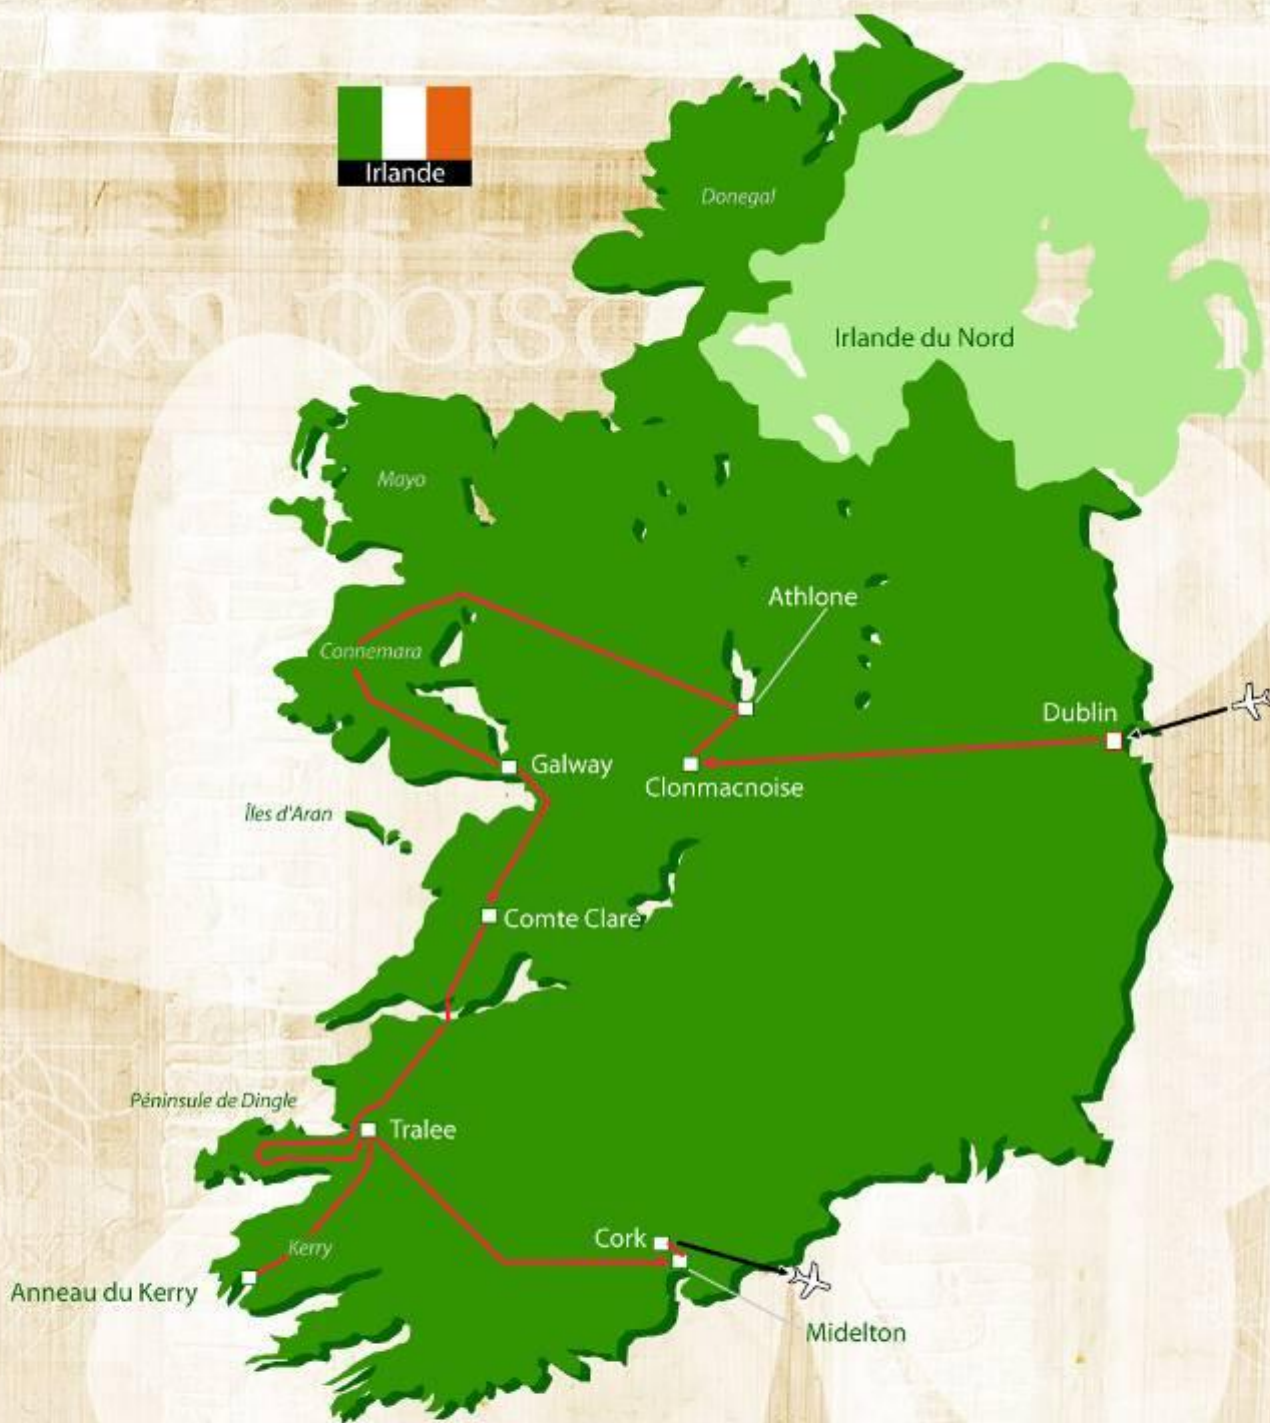 Irlande
Donegal
Irlande du Nord
Mayo
Athlone
Connemara
Dublin
Galway
Clonmacnoise
Îles d'Aran
Comte Clare
Péninsule de Dingle
Tralee
Cork
Kerry
Anneau du Kerry
Midelton